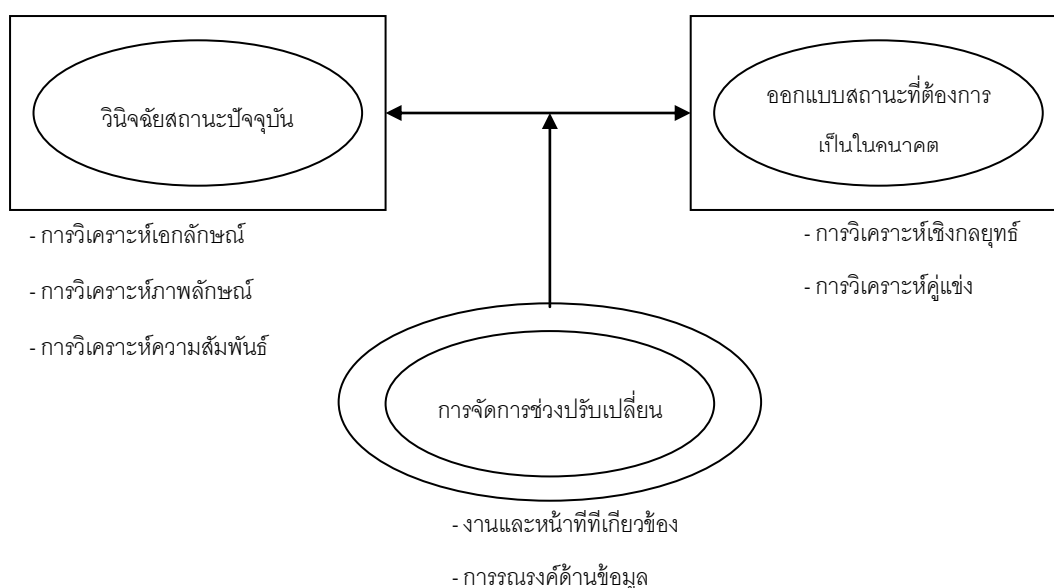 วินิจฉัยสถานะปัจจุบัน
ออกแบบสถานะที่ต้องการ
เป็นในคนาคต
- การวิเคราะห์เอกลักษณ์
- การวิเคราะห์ภาพลักษณ์
- การวิเคราะห์ความสัมพันธ์
- การวิเคราะห์เชิงกลยุทธ์
- การวิเคราะห์คู่แข่ง
การจัดการช่วงปรับเปลี่ยน
- งานและหน้าที่ทีเกียวข้อง
- การรณรงค์ด้านข้อมูล